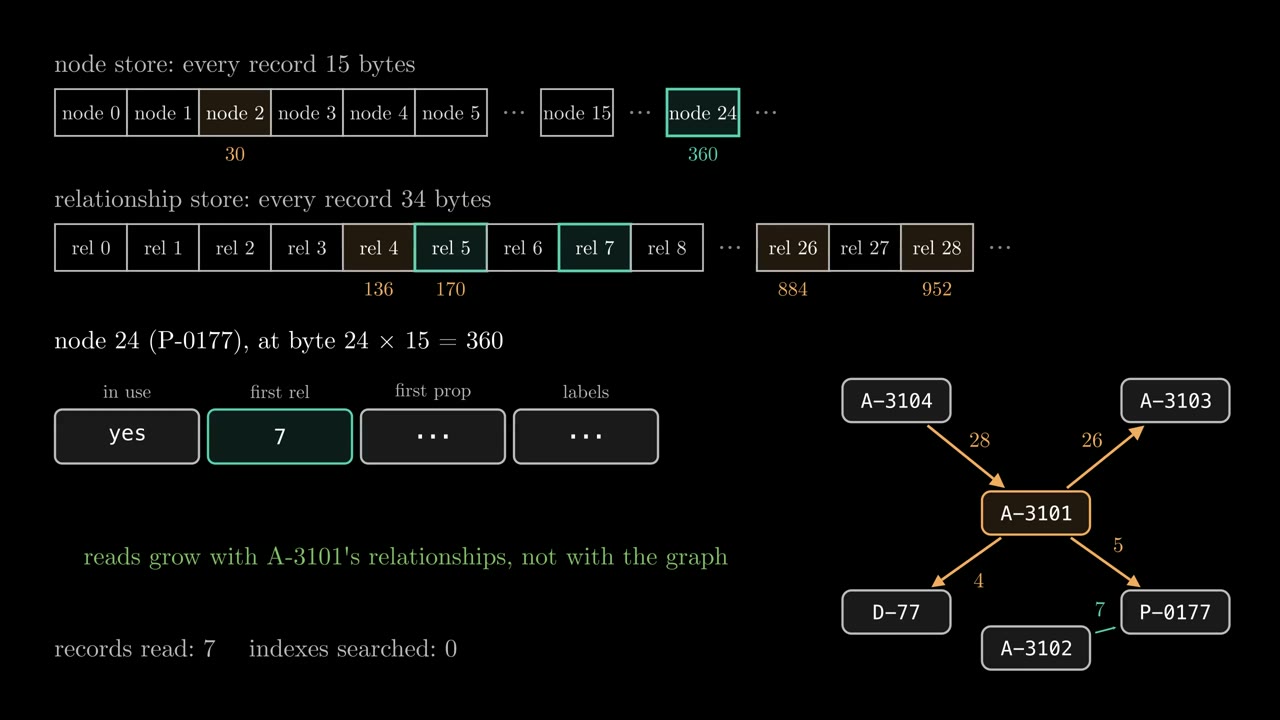 node store: every record 15 bytes
node 0 node 1 node 2 node 3 node 4 node 5 ··· node 15 ··· node 24 ···
30 360
relationship store: every record 34 bytes
rel 0 rel 1 rel 2 rel 3 rel 4 rel 5 rel 6 rel 7 rel 8 ··· rel 26 rel 27 rel 28 ···
136 170 884 952
node 24 (P-0177), at byte 24 × 15 = 360
in use first rel first prop labels
yes 7 ··· ···
reads grow with A-3101's relationships, not with the graph
records read: 7 indexes searched: 0
A-3104 A-3103
28 26
A-3101
5
4
D-77 7 P-0177
A-3102